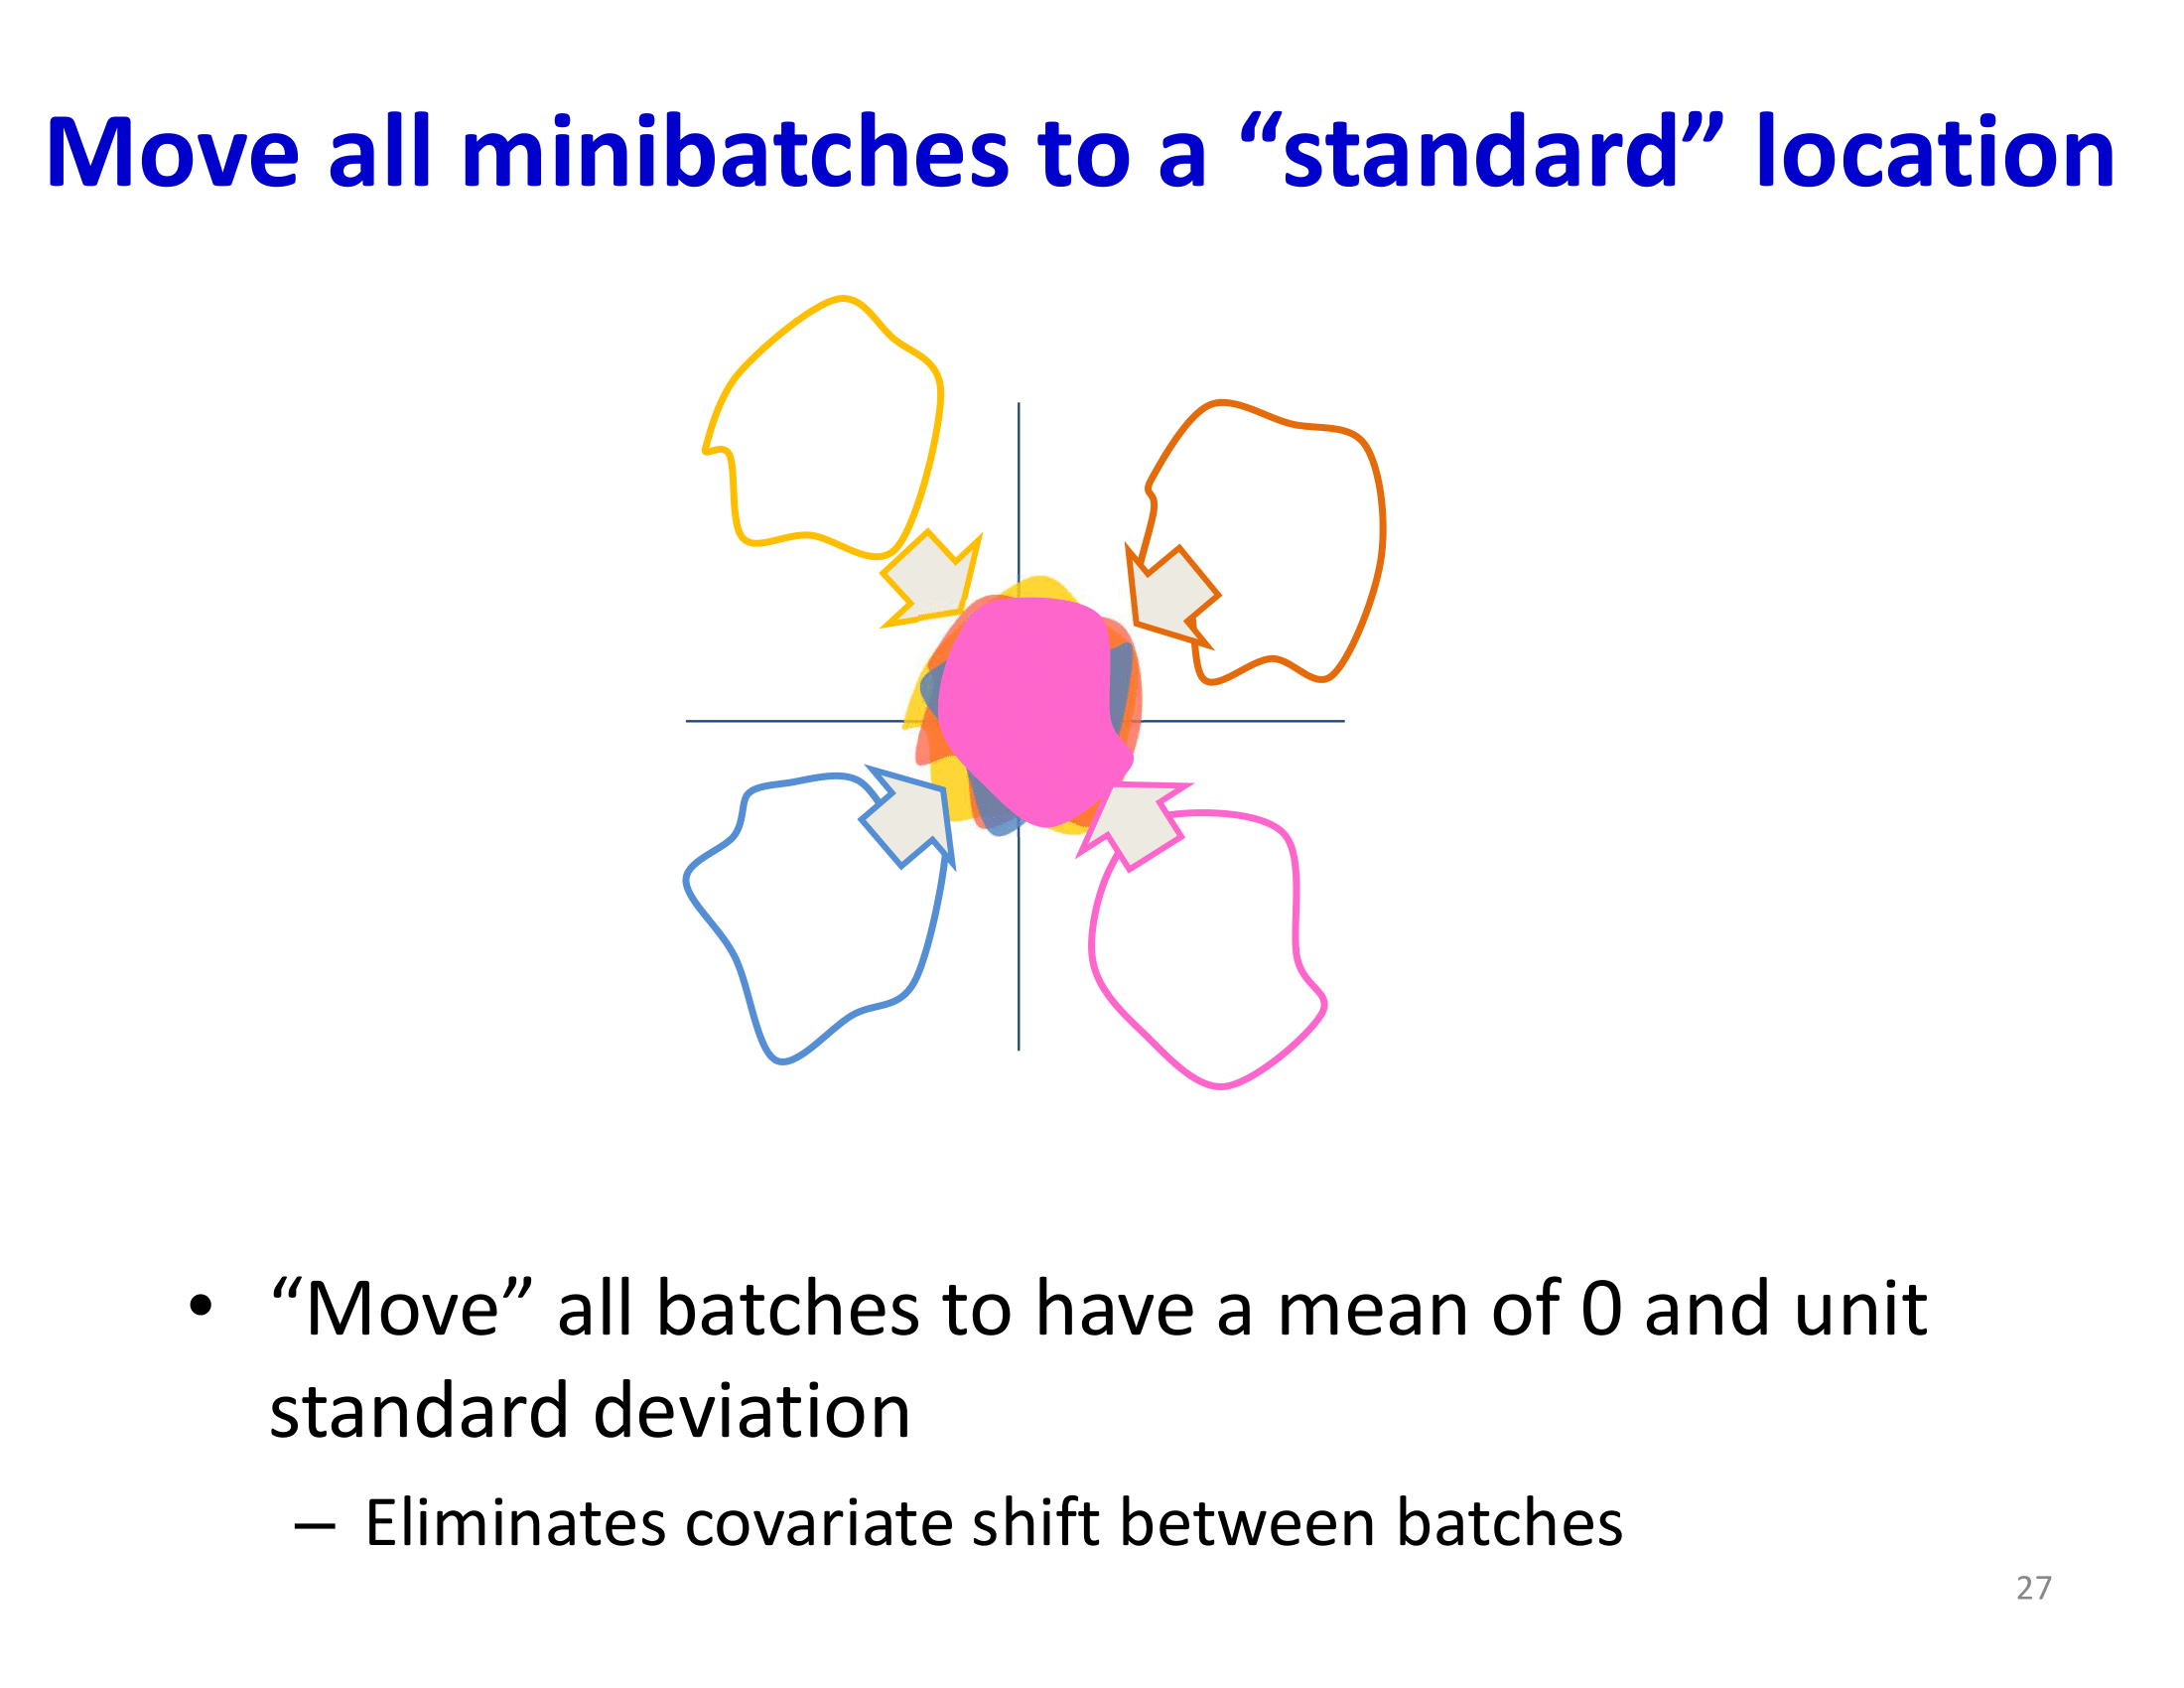 Move all minibatches to a “standard” location
• “Move” all batches to have a mean of 0 and unit
standard deviation
– Eliminates covariate shift between batches
27